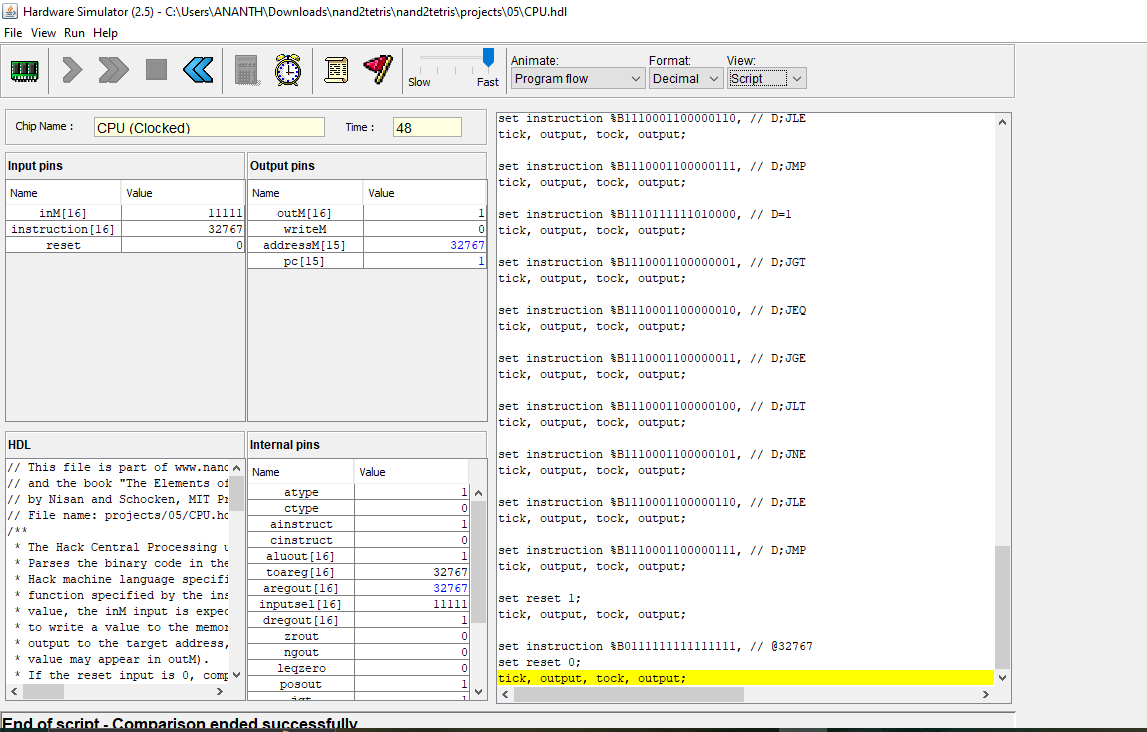 Hardware Simulator (2.5) - C:\Users\ANANTH\Downloads\nand2tetris\nand2tetris\projects\05\CPU.hdl
File View Run Help
Slow Fast
Animate: Format: View:
Program flow Decimal Script
Chip Name : CPU (Clocked) Time : 48
Input pins
Name Value
inM[16] 11111
instruction[16] 32767
reset 0
Output pins
Name Value
outM[16] 1
writeM 0
addressM[15] 32767
pc[15] 1
HDL
// This file is part of www.nand
// and the book "The Elements of
// by Nisan and Schocken, MIT Pr
// File name: projects/05/CPU.hd
/**
* The Hack Central Processing u
* Parses the binary code in the
* Hack machine language specifi
* function specified by the ins
* value, the inM input is expec
* to write a value to the memor
* output to the target address,
* value may appear in outM).
* If the reset input is 0, comp
Internal pins
Name Value
atype 1
ctype 0
ainstruct 1
cinstruct 0
aluout[16] 1
toareg[16] 32767
aregout[16] 32767
inputsel[16] 11111
dregout[16] 1
zrout 0
ngout 0
leqzero 0
posout 1
set instruction %B1110001100000110, // D;JLE
tick, output, tock, output;
set instruction %B1110001100000111, // D;JMP
tick, output, tock, output;
set instruction %B1110111111010000, // D=1
tick, output, tock, output;
set instruction %B1110001100000001, // D;JGT
tick, output, tock, output;
set instruction %B1110001100000010, // D;JEQ
tick, output, tock, output;
set instruction %B1110001100000011, // D;JGE
tick, output, tock, output;
set instruction %B1110001100000100, // D;JLT
tick, output, tock, output;
set instruction %B1110001100000101, // D;JNE
tick, output, tock, output;
set instruction %B1110001100000110, // D;JLE
tick, output, tock, output;
set instruction %B1110001100000111, // D;JMP
tick, output, tock, output;
set reset 1;
tick, output, tock, output;
set instruction %B0111111111111111, // @32767
set reset 0;
tick, output, tock, output;
End of script - Comparison ended successfully